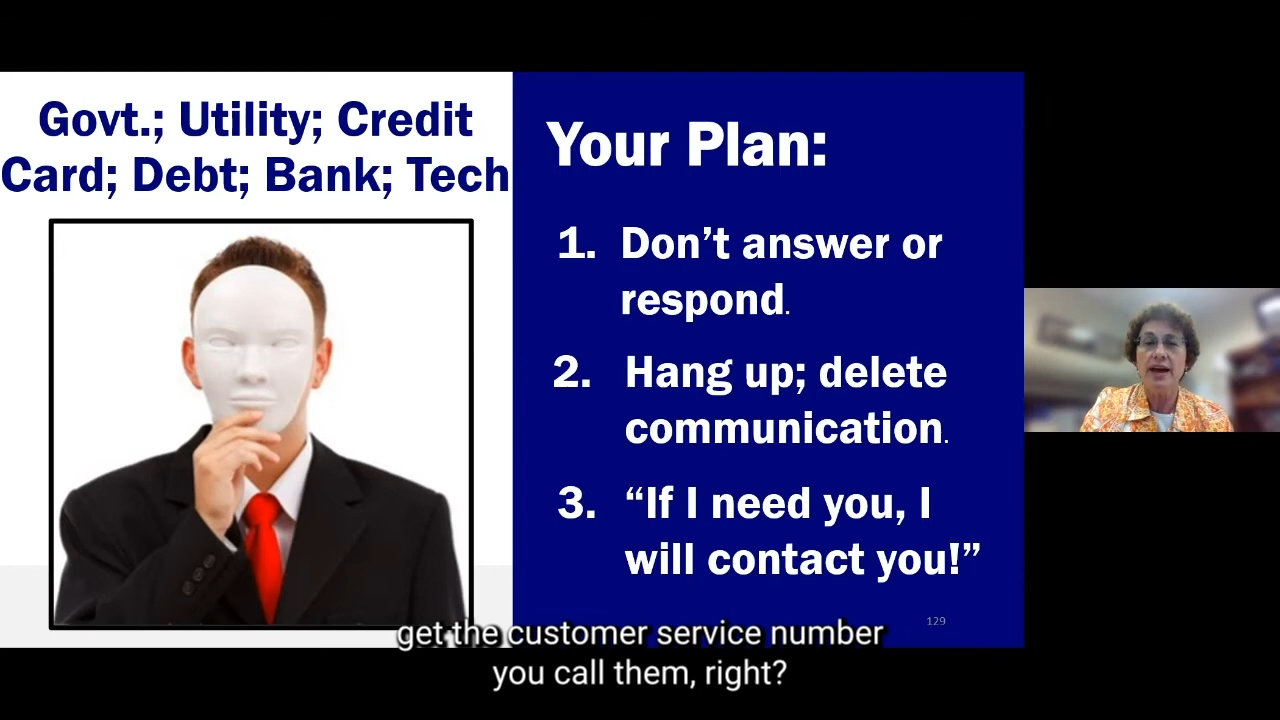 Govt.; Utility; Credit
Card; Debt; Bank; Tech
Your Plan:
1. Don’t answer or
respond.
2. Hang up; delete
communication.
3. “If I need you, I
will contact you!”
129
get the customer service number
you call them, right?